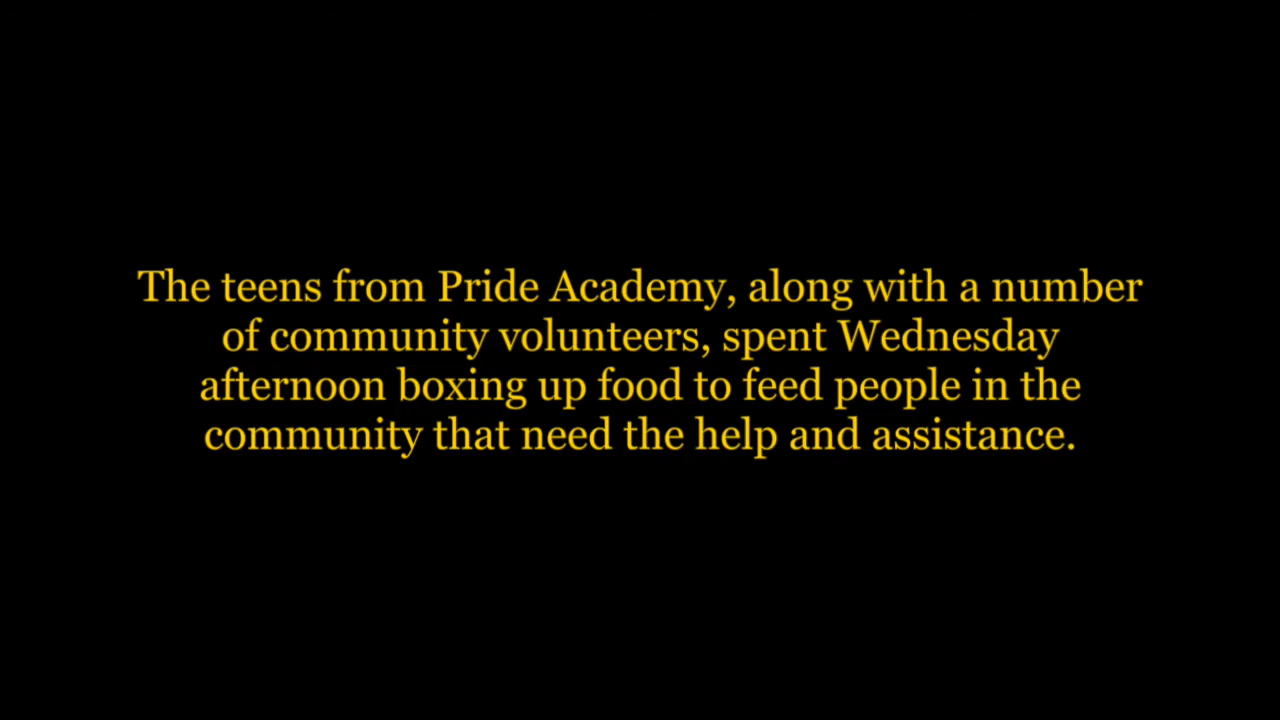 The teens from Pride Academy, along with a number
of community volunteers, spent Wednesday
afternoon boxing up food to feed people in the
community that need the help and assistance.